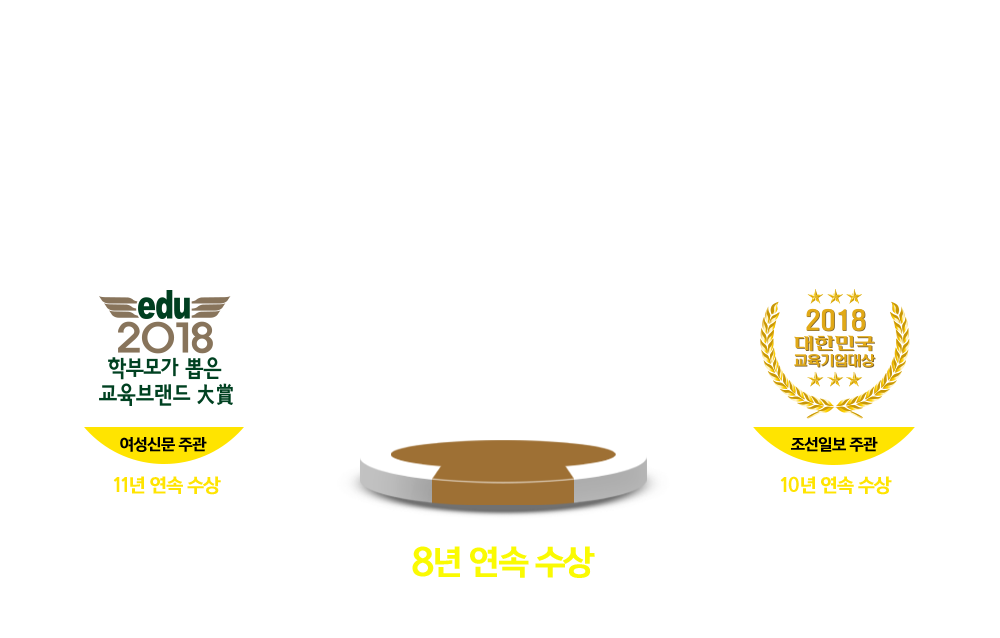 edu
2018
학부모가 뽑은
교육브랜드 大賞
여성신문 주관
11년 연속 수상
2018
대한민국
교육기업대상
조선일보 주관
10년 연속 수상
8년 연속 수상